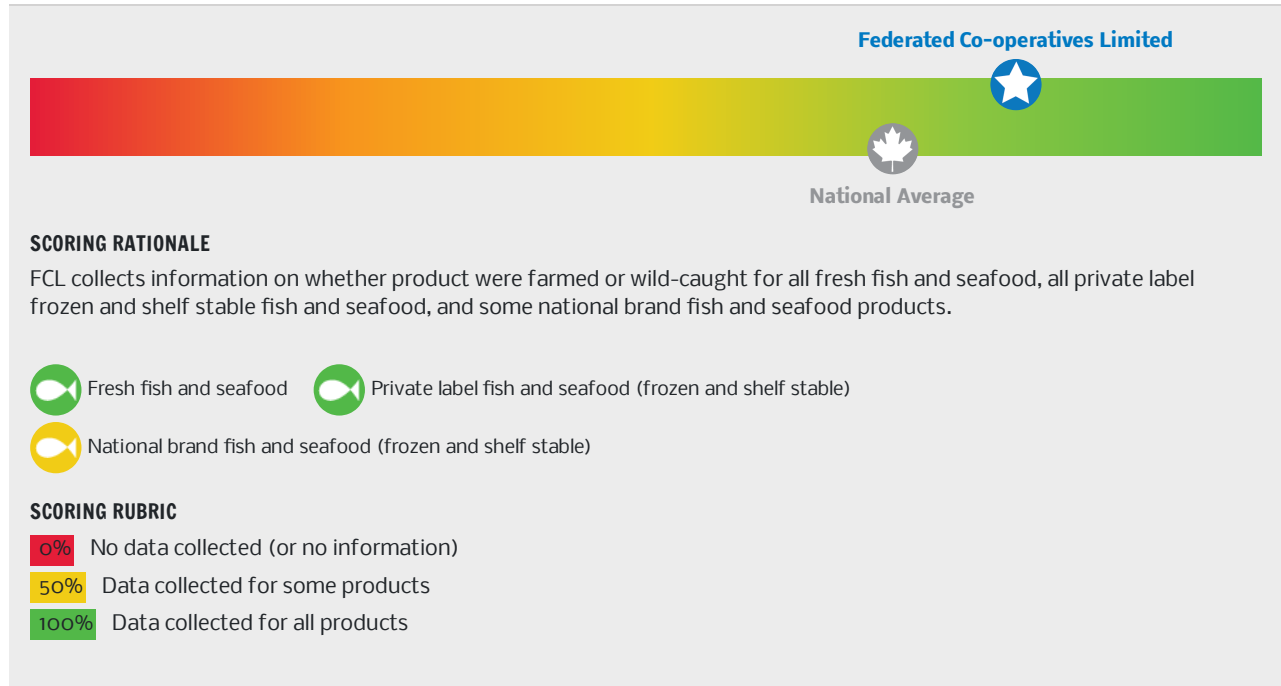 Federated Co-operatives Limited
National Average
SCORING RATIONALE
FCL collects information on whether product were farmed or wild-caught for all fresh fish and seafood, all private label
frozen and shelf stable fish and seafood, and some national brand fish and seafood products.
Fresh fish and seafood
Private label fish and seafood (frozen and shelf stable)
National brand fish and seafood (frozen and shelf stable)
SCORING RUBRIC
0% No data collected (or no information)
50% Data collected for some products
100% Data collected for all products